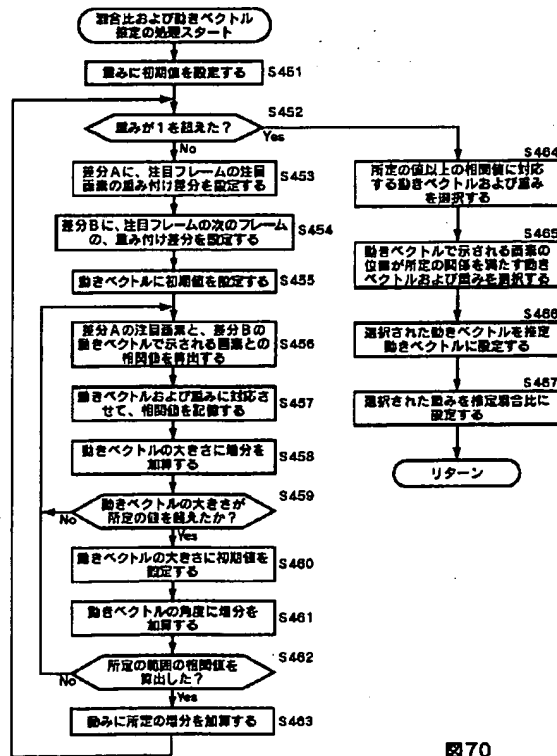 混合比および動きベクトル
推定の処理スタート
重みに初期値を設定する
S451
S452
重みが1を超えた?
Yes
No
差分Aに、注目フレームの注目
画素の重み付け差分を設定する
S453
差分Bに、注目フレームの次のフレーム
の、重み付け差分を設定する
S454
動きベクトルに初期値を設定する
S455
差分Aの注目画素と、差分Bの
動きベクトルで示される画素との
相関値を算出する
S456
動きベクトルおよび重みに対応
させて、相関値を記憶する
S457
動きベクトルの大きさに増分を
加算する
S458
S459
動きベクトルの大きさが
所定の値を超えたか?
No
Yes
動きベクトルの大きさに初期値を
設定する
S460
動きベクトルの角度に増分を
加算する
S461
S462
所定の範囲の相関値を
算出した?
No
Yes
動みに所定の増分を加算する
S463
S464
所定の値以上の相関値に対応
する動きベクトルおよび重み
を選択する
S465
動きベクトルで示される画素の
位置が所定の関係を満たす動き
ベクトルおよび重みを選択する
S466
選択された動きベクトルを推定
動きベクトルに設定する
S467
選択された重みを推定混合比に
設定する
リターン
図70